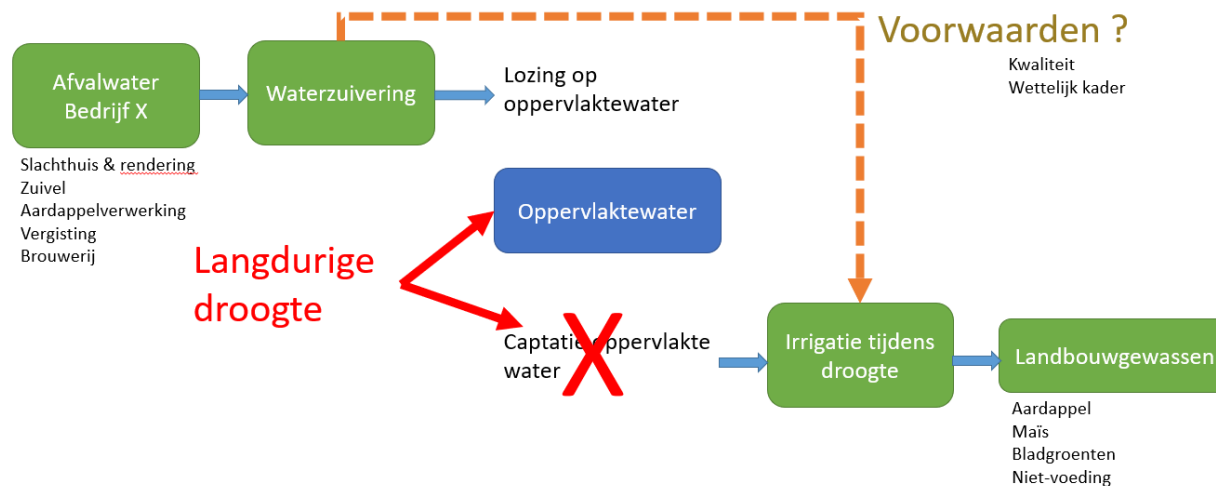 Voorwaarden ?
Kwaliteit
Wettelijk kader
Afvalwater
Bedrijf X
Waterzuivering
Lozing op
oppervlaktewater
Slachthuis & rendering
Zuivel
Aardappelverwerking
Vergisting
Brouwerij
Oppervlaktewater
Langdurige
droogte
Captatie oppervlakte
water
X
Irrigatie tijdens
droogte
Landbouwgewassen
Aardappel
Maïs
Bladgroenten
Niet-voeding